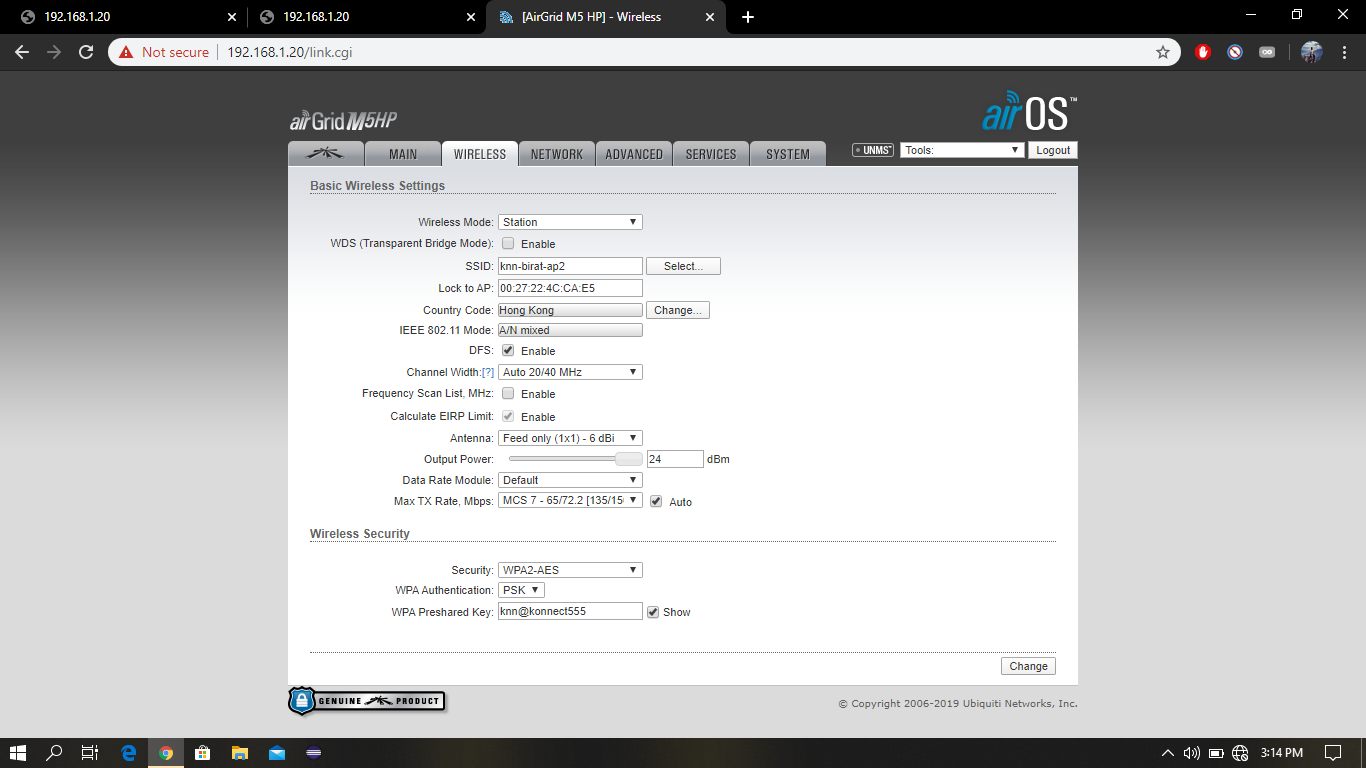 192.168.1.20
192.168.1.20
[AirGrid M5 HP] - Wireless
Not secure
192.168.1.20/link.cgi
airGrid M5HP
airOS™
MAIN
WIRELESS
NETWORK
ADVANCED
SERVICES
SYSTEM
UNMS™
Tools:
Logout
Basic Wireless Settings
Wireless Mode: Station
WDS (Transparent Bridge Mode): Enable
SSID: knn-birat-ap2 Select...
Lock to AP: 00:27:22:4C:CA:E5
Country Code: Hong Kong Change...
IEEE 802.11 Mode: A/N mixed
DFS: Enable
Channel Width:[?] Auto 20/40 MHz
Frequency Scan List, MHz: Enable
Calculate EIRP Limit: Enable
Antenna: Feed only (1x1) - 6 dBi
Output Power: 24 dBm
Data Rate Module: Default
Max TX Rate, Mbps: MCS 7 - 65/72.2 [135/15 Auto
Wireless Security
Security: WPA2-AES
WPA Authentication: PSK
WPA Preshared Key: knn@konnect555 Show
Change
GENUINE PRODUCT
© Copyright 2006-2019 Ubiquiti Networks, Inc.
3:14 PM